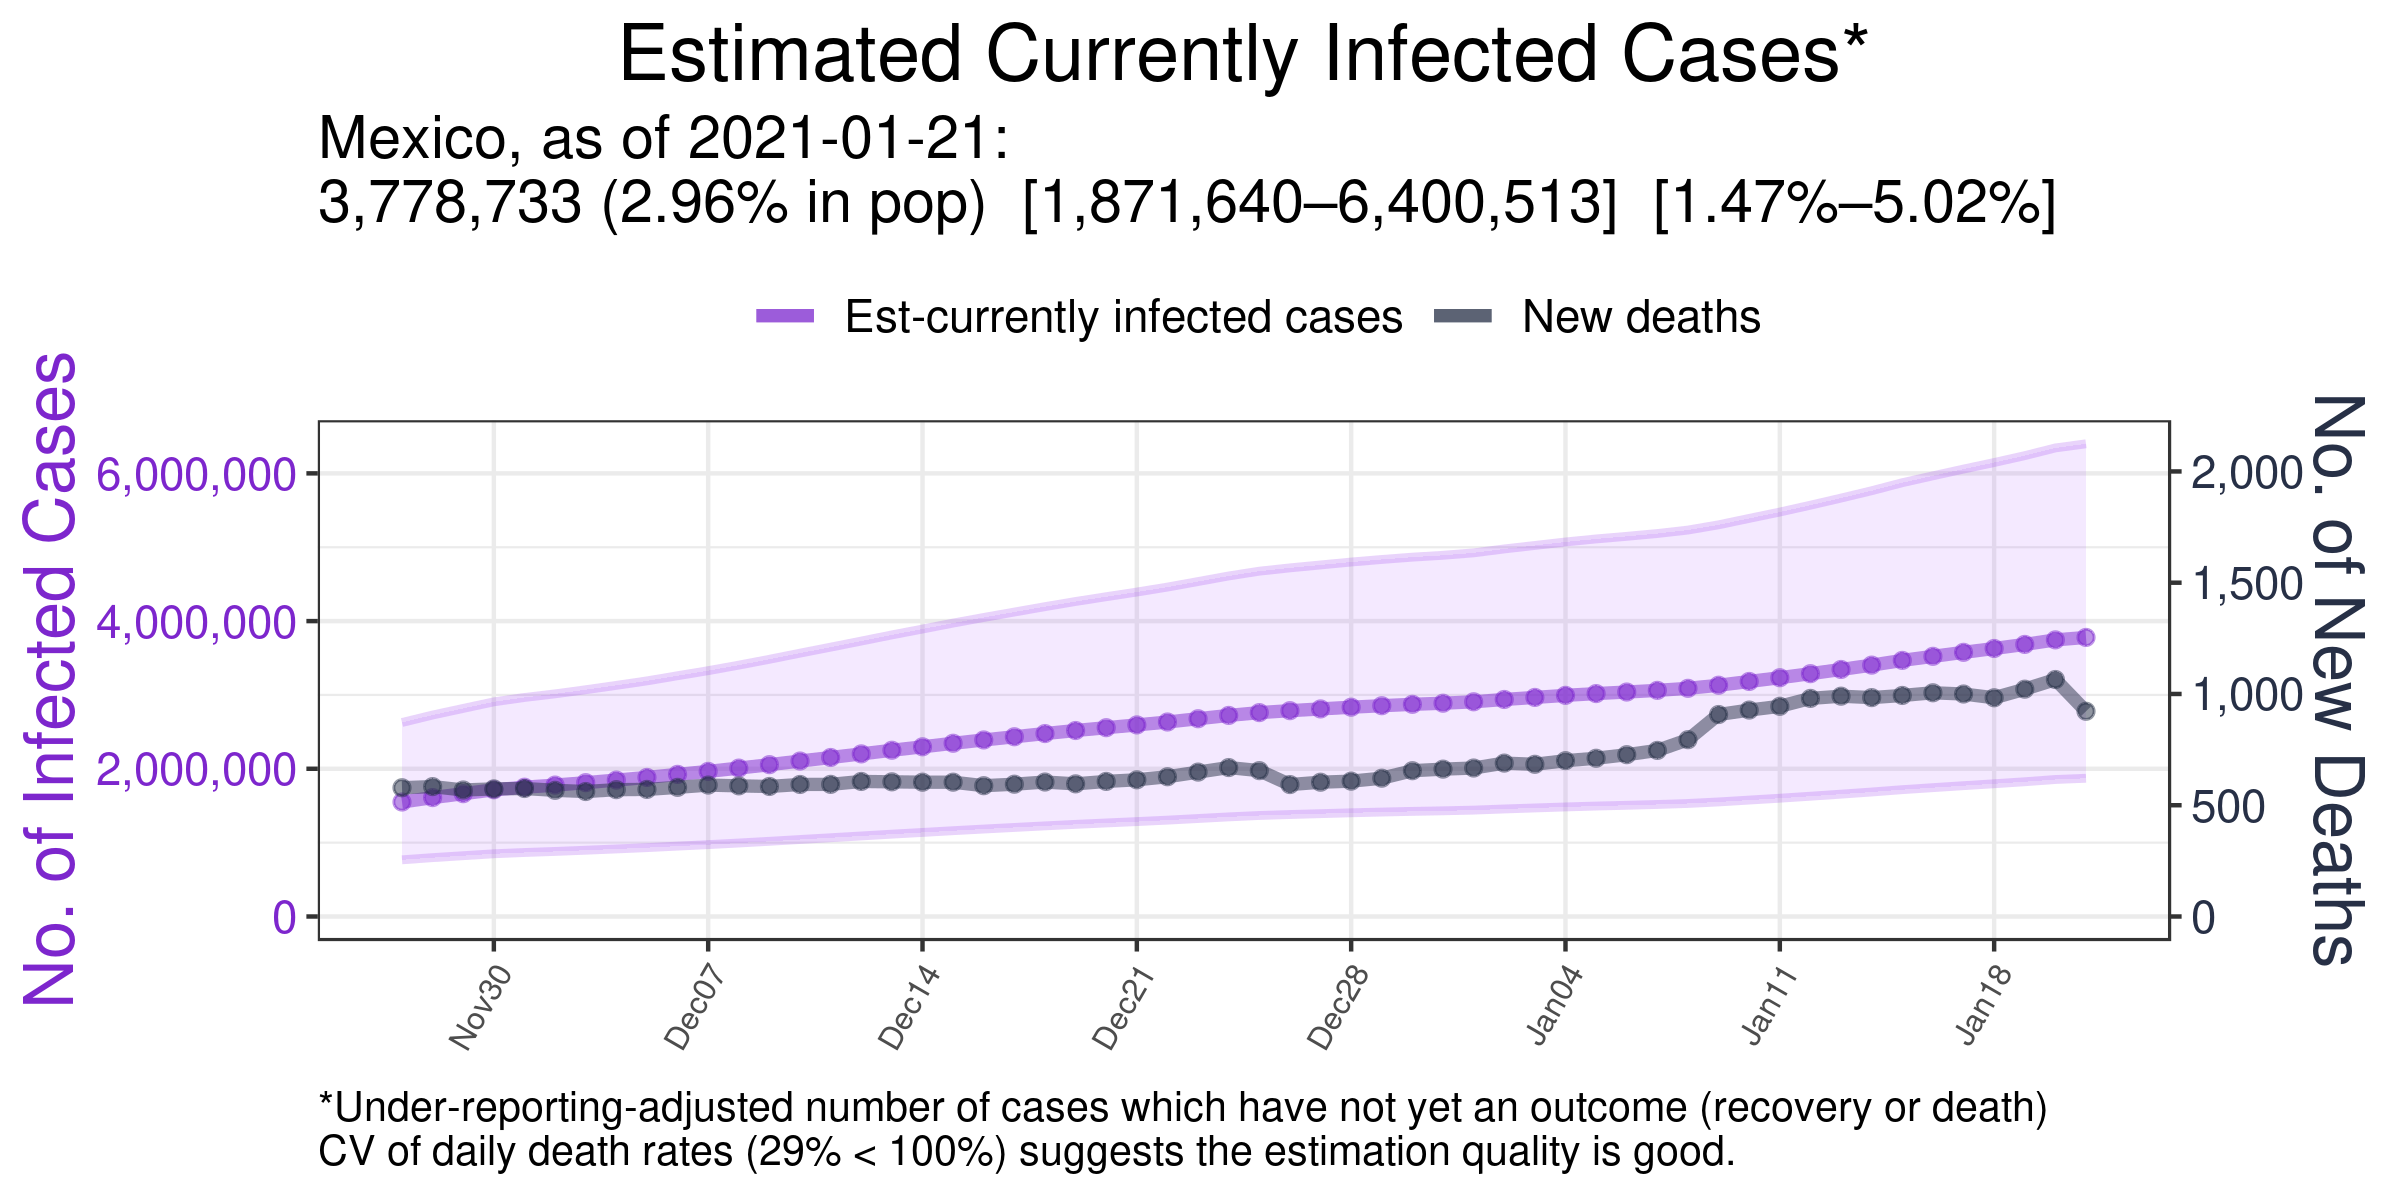 Estimated Currently Infected Cases*
Mexico, as of 2021-01-21:
3,778,733 (2.96% in pop) [1,871,640–6,400,513] [1.47%–5.02%]
Est-currently infected cases New deaths
No. of Infected Cases
6,000,000
4,000,000
2,000,000
0
2,000
1,500
1,000
500
0
No. of New Deaths
Nov30 Dec07 Dec14 Dec21 Dec28 Jan04 Jan11 Jan18
*Under-reporting-adjusted number of cases which have not yet an outcome (recovery or death)
CV of daily death rates (29% < 100%) suggests the estimation quality is good.